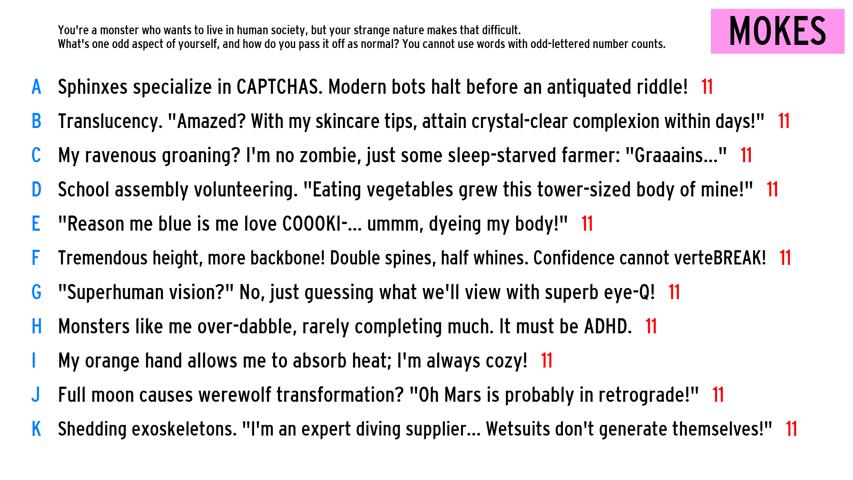 You're a monster who wants to live in human society, but your strange nature makes that difficult.
What's one odd aspect of yourself, and how do you pass it off as normal? You cannot use words with odd-lettered number counts.
MOKES
A Sphinxes specialize in CAPTCHAS. Modern bots halt before an antiquated riddle! 11
B Translucency. "Amazed? With my skincare tips, attain crystal-clear complexion within days!" 11
C My ravenous groaning? I'm no zombie, just some sleep-starved farmer: "Graaains..." 11
D School assembly volunteering. "Eating vegetables grew this tower-sized body of mine!" 11
E "Reason me blue is me love COOOKI-... ummm, dyeing my body!" 11
F Tremendous height, more backbone! Double spines, half whines. Confidence cannot verteBREAK! 11
G "Superhuman vision?" No, just guessing what we'll view with superb eye-Q! 11
H Monsters like me over-dabble, rarely completing much. It must be ADHD. 11
I My orange hand allows me to absorb heat; I'm always cozy! 11
J Full moon causes werewolf transformation? "Oh Mars is probably in retrograde!" 11
K Shedding exoskeletons. "I'm an expert diving supplier... Wetsuits don't generate themselves!" 11